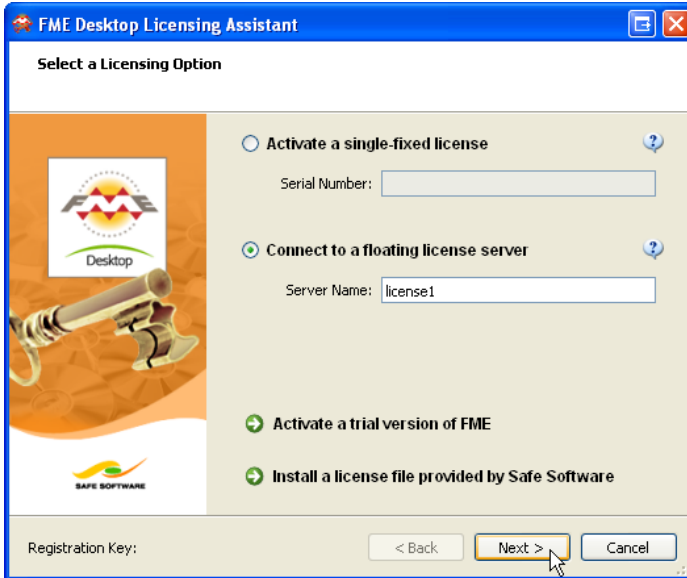 FME Desktop Licensing Assistant
Select a Licensing Option
Activate a single-fixed license
Serial Number:
FME
Desktop
Connect to a floating license server
Server Name: license1
Activate a trial version of FME
Install a license file provided by Safe Software
SAFE SOFTWARE
Registration Key:
< Back Next > Cancel